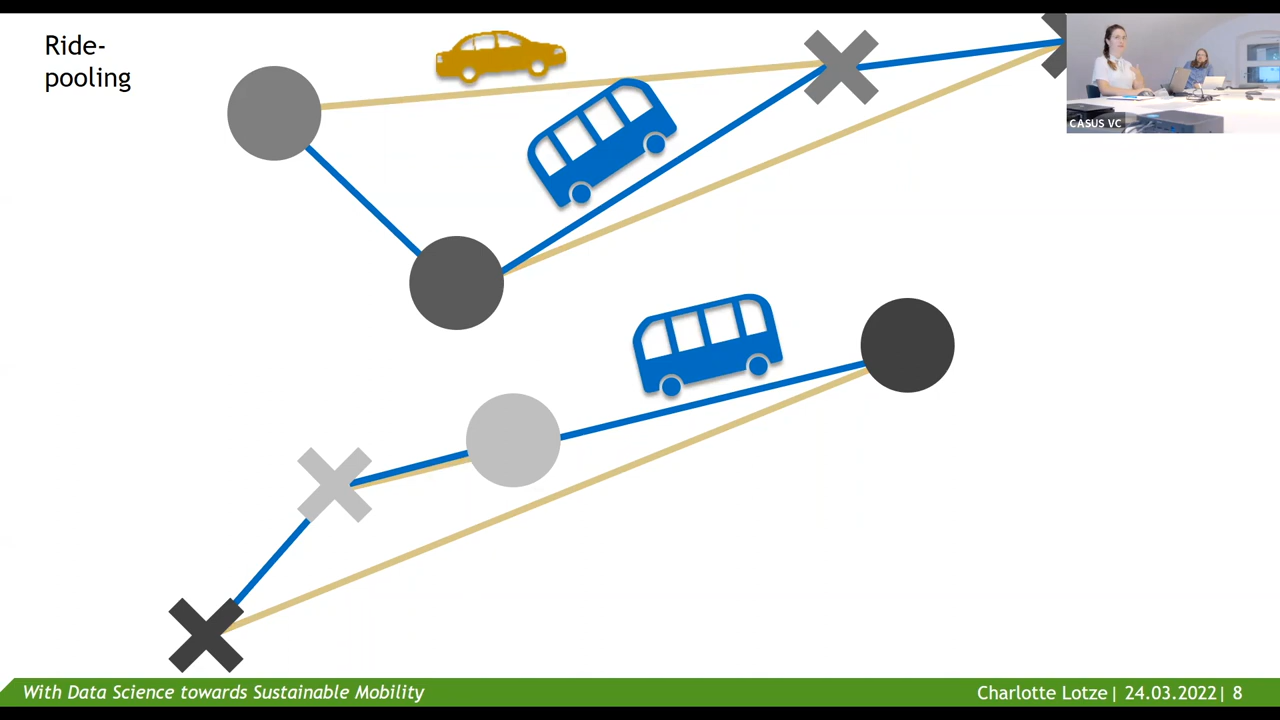 Ride-
pooling
CASUS VC
With Data Science towards Sustainable Mobility
Charlotte Lotze| 24.03.2022| 8